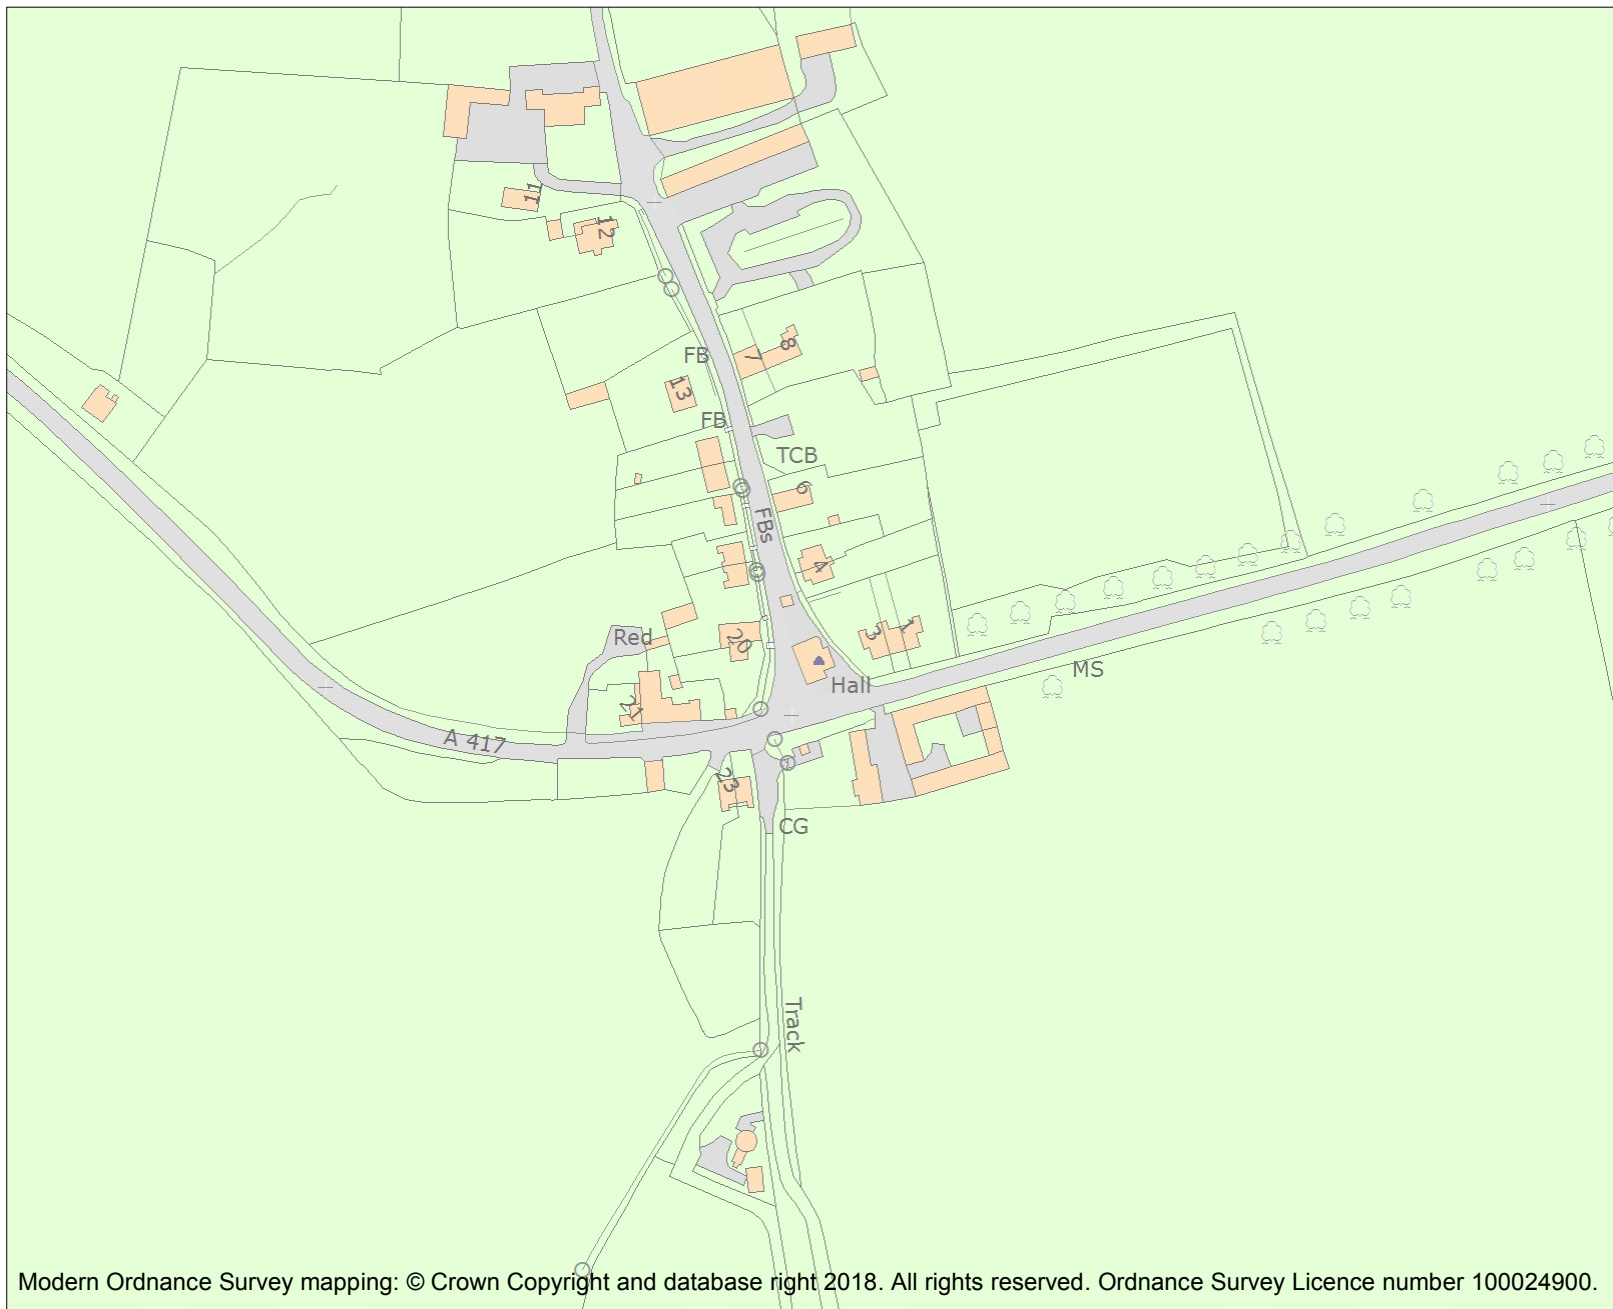 11
12
FB
7
8
13
FB
TCB
6
FBs
4
Red
20
3
1
Hall
MS
21
A 417
23
CG
Track
Modern Ordnance Survey mapping: © Crown Copyright and database right 2018. All rights reserved. Ordnance Survey Licence number 100024900.